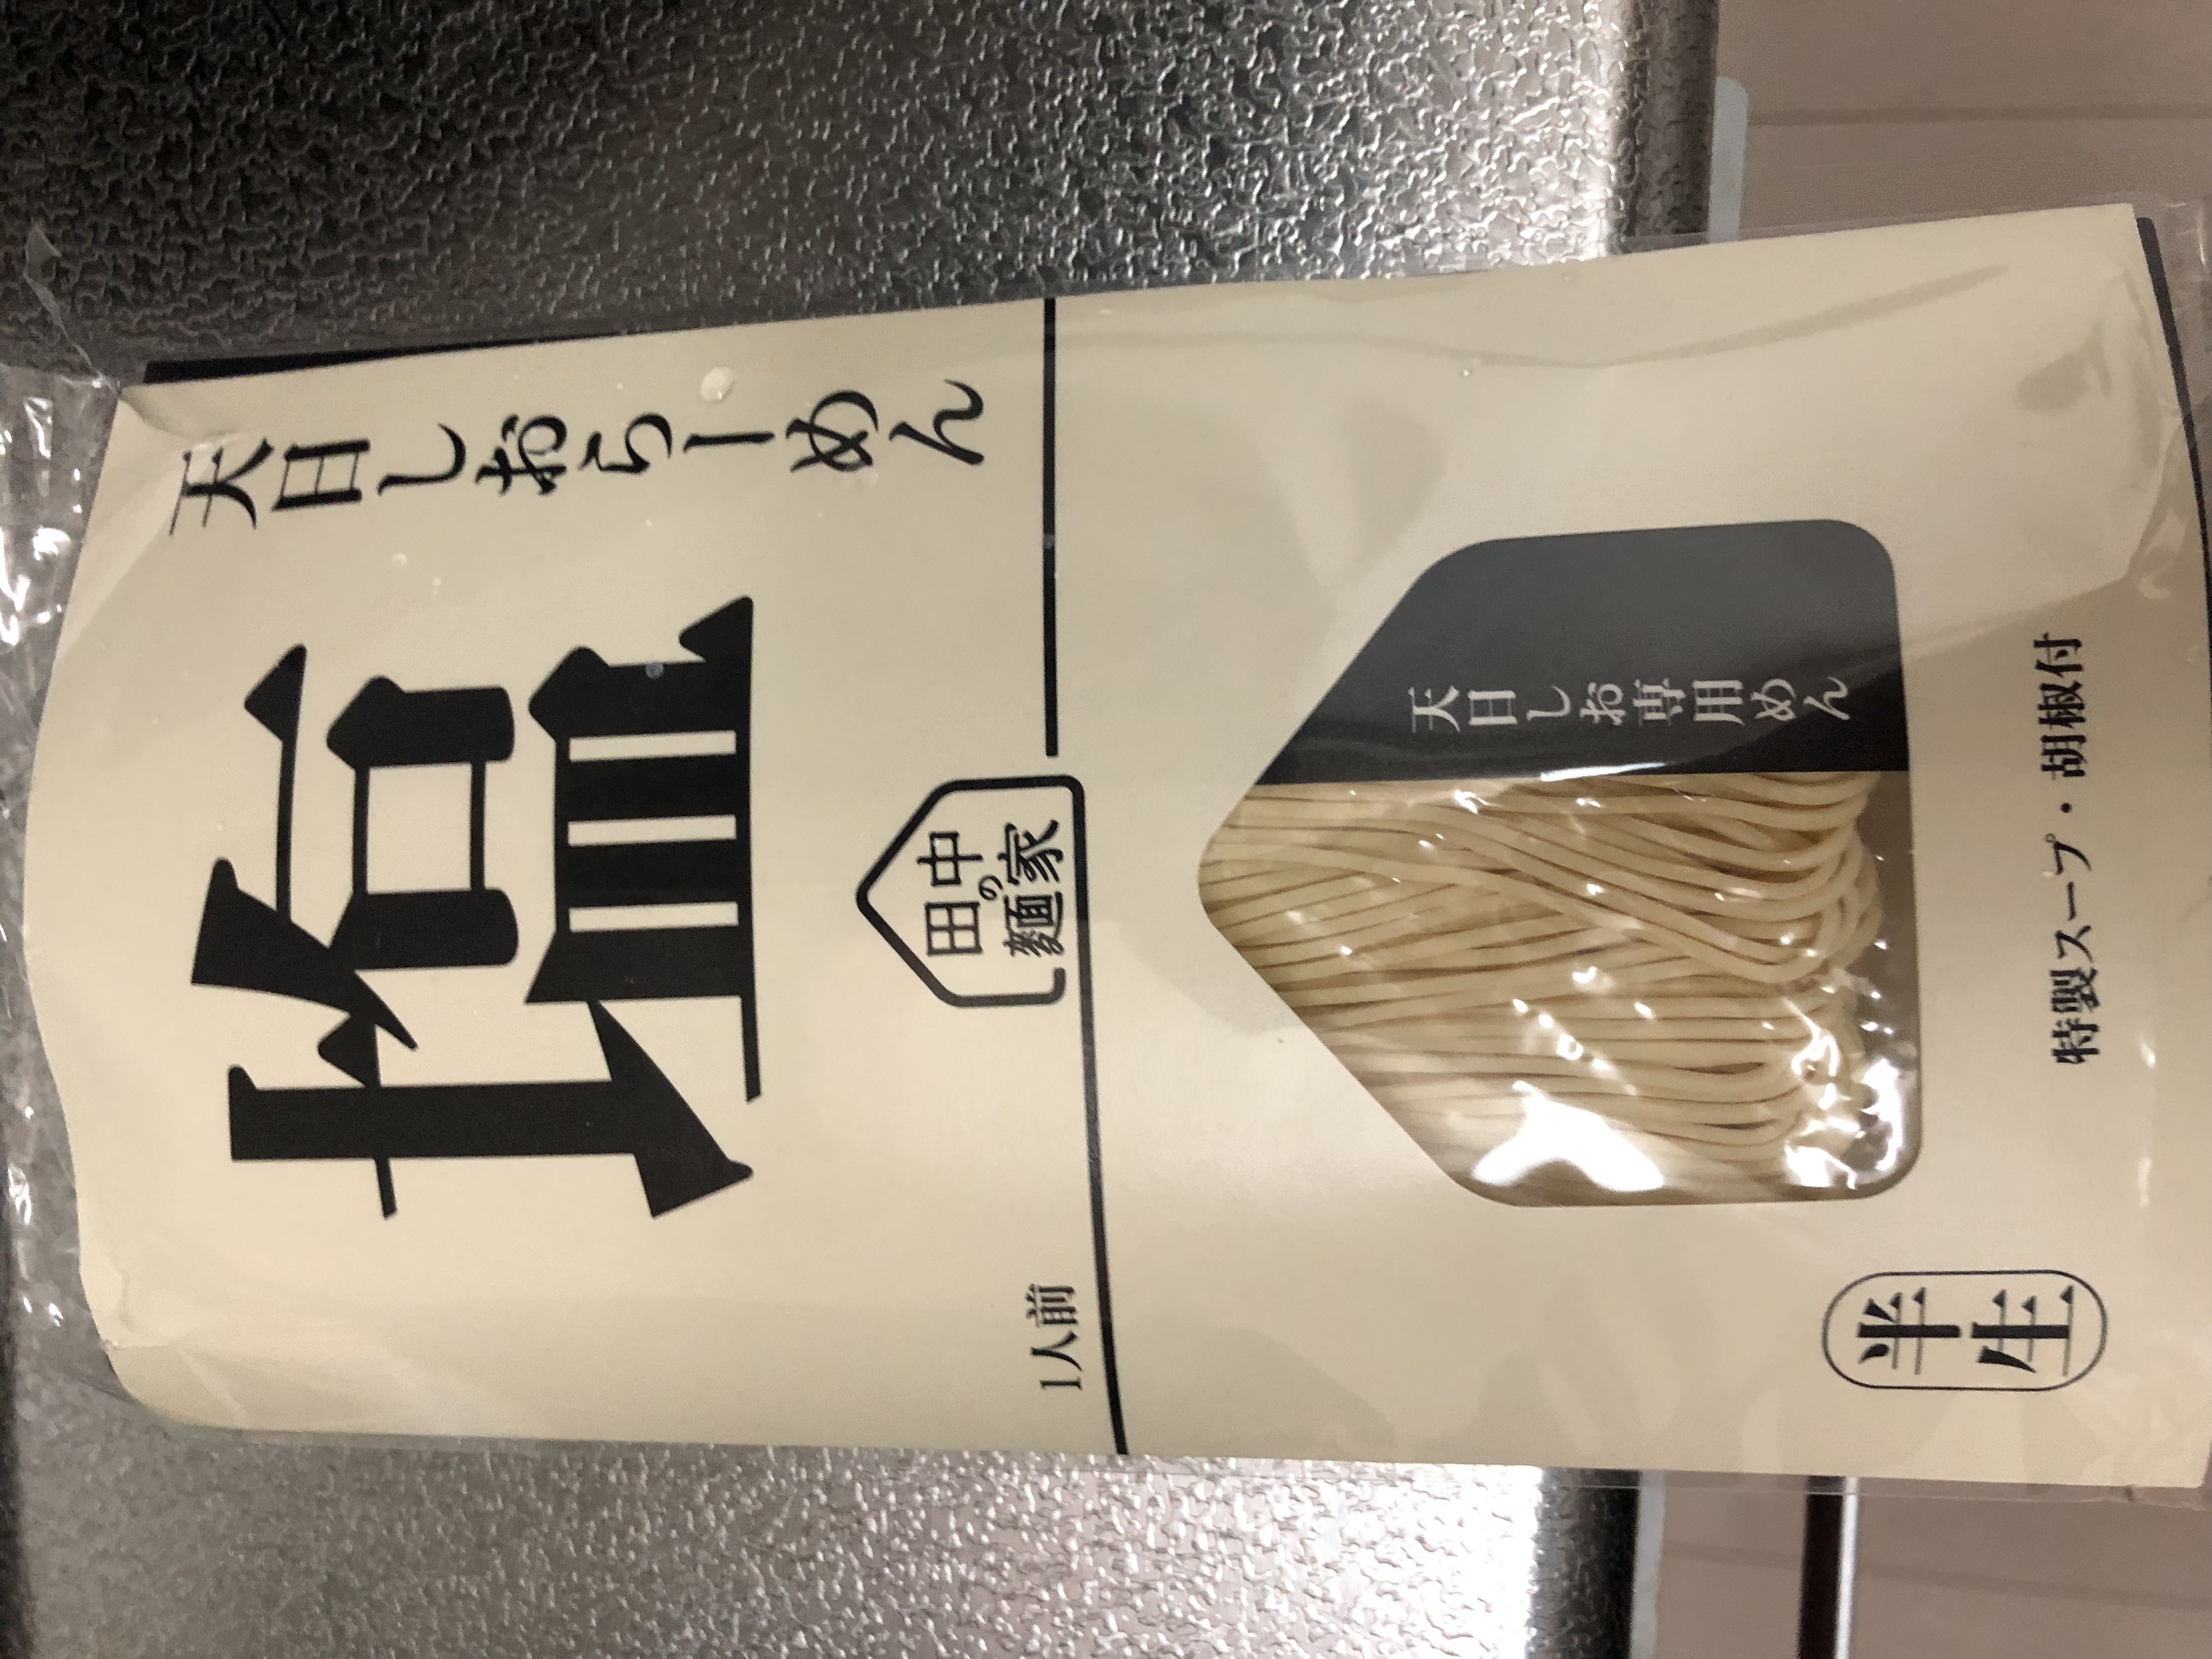 天日しおらーめん
塩
田中の
麺家
1人前
天日しお専用めん
半生
特製スープ・胡椒付